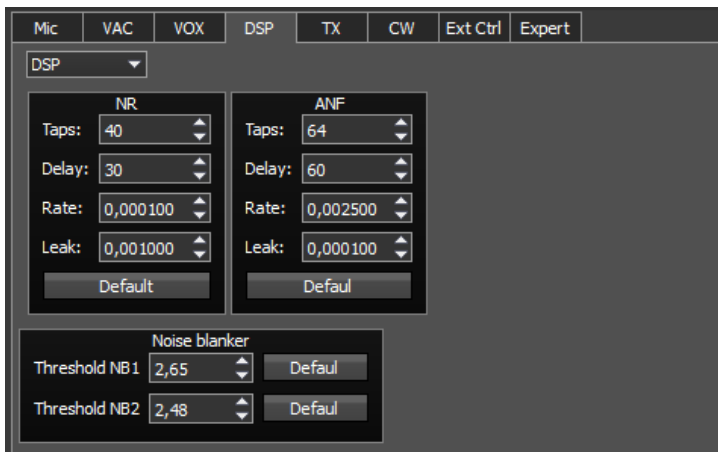 Mic VAC VOX DSP TX CW Ext Ctrl Expert
DSP
NR ANF
Taps: 40 Taps: 64
Delay: 30 Delay: 60
Rate: 0,000100 Rate: 0,002500
Leak: 0,001000 Leak: 0,000100
Default Defaul
Noise blanker
Threshold NB1 2,65 Defaul
Threshold NB2 2,48 Defaul